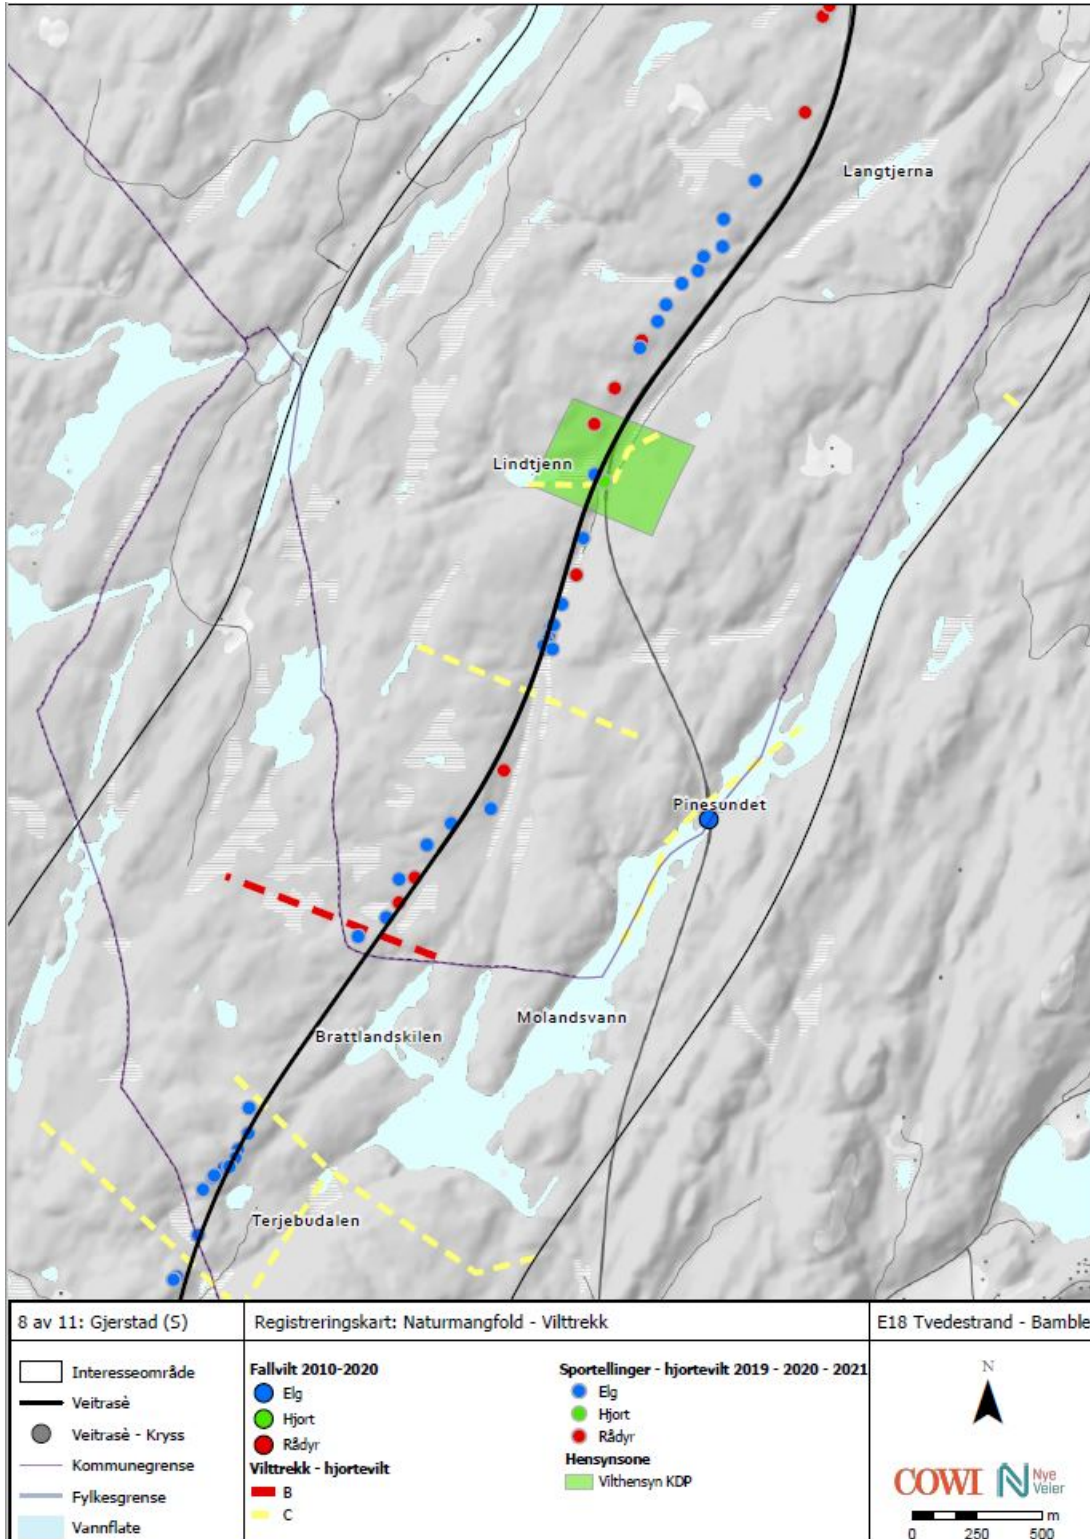 Langtjerna
Lindtjenn
Pinesundet
Molandsvann
Brattlandskilen
Terjebudalen
8 av 11: Gjerstad (S)
Registreringskart: Naturmangfold - Vilttrekk
E18 Tvedestrand - Bamble
Interesseområde
Veitrasè
Veitrasè - Kryss
Kommunegrense
Fylkesgrense
Vannflate
Fallvilt 2010-2020
Elg
Hjort
Rådyr
Vilttrekk - hjortevilt
B
C
Sportellinger - hjortevilt 2019 - 2020 - 2021
Elg
Hjort
Rådyr
Hensynsone
Vilthensyn KDP
N
COWI
Nye
Veier
m
0 250 500